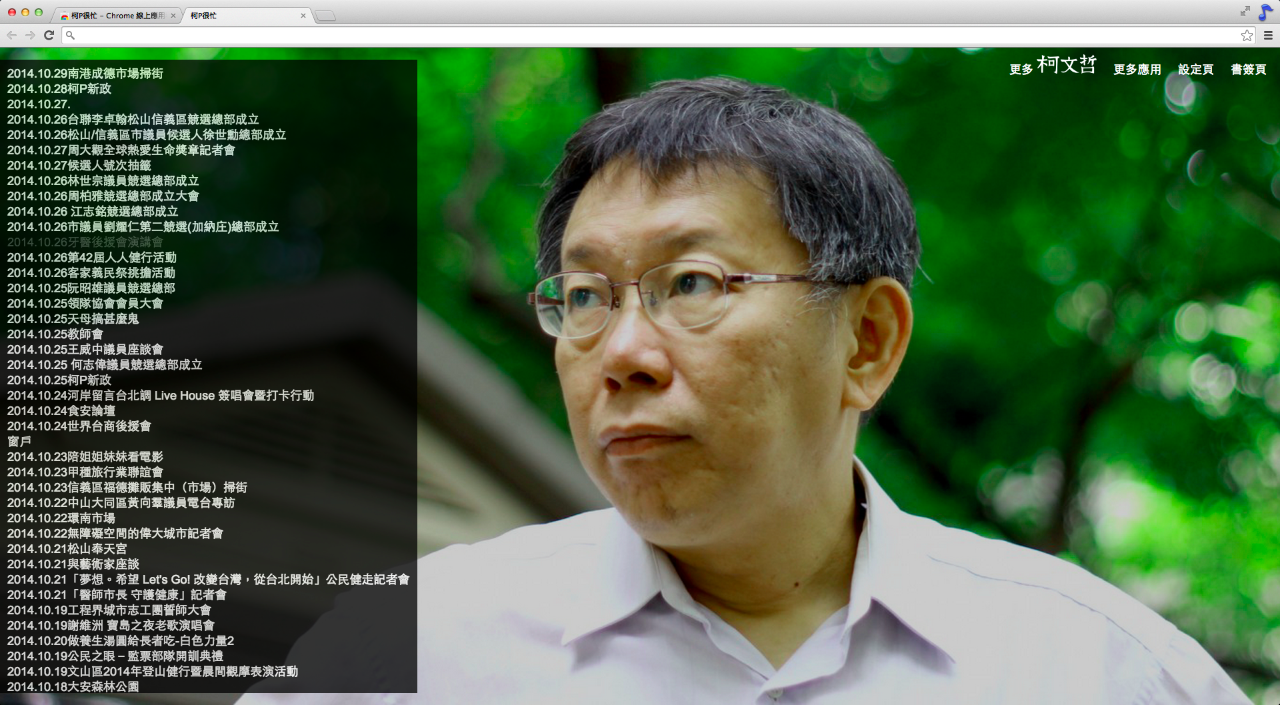 柯P很忙 - Chrome 線上應用
柯P很忙
更多 柯文哲 更多應用 設定頁 書簽頁
2014.10.29南港成德市場掃街
2014.10.28柯P新政
2014.10.27.
2014.10.26台聯李卓翰松山信義區競選總部成立
2014.10.26松山/信義區市議員候選人徐世勳總部成立
2014.10.27周大觀全球熱愛生命獎章記者會
2014.10.27候選人號次抽籤
2014.10.26林世宗議員競選總部成立
2014.10.26周柏雅競選總部成立大會
2014.10.26 江志銘競選總部成立
2014.10.26市議員劉耀仁第二競選(加納庄)總部成立
2014.10.26牙醫後援會演講會
2014.10.26第42屆人人健行活動
2014.10.26客家義民祭挑擔活動
2014.10.25阮昭雄議員競選總部
2014.10.25領隊協會會員大會
2014.10.25天母搞甚麼鬼
2014.10.25教師會
2014.10.25王威中議員座談會
2014.10.25 何志偉議員競選總部成立
2014.10.25柯P新政
2014.10.24河岸留言台北調 Live House 簽唱會暨打卡行動
2014.10.24食安論壇
2014.10.24世界台商後援會
窗戶
2014.10.23陪姐姐妹妹看電影
2014.10.23甲種旅行業聯誼會
2014.10.23信義區福德攤販集中（市場）掃街
2014.10.22中山大同區黃向羣議員電台專訪
2014.10.22環南市場
2014.10.22無障礙空間的偉大城市記者會
2014.10.21松山奉天宮
2014.10.21與藝術家座談
2014.10.21「夢想。希望 Let's Go! 改變台灣，從台北開始」公民健走記者會
2014.10.21「醫師市長 守護健康」記者會
2014.10.19工程界城市志工團誓師大會
2014.10.19謝維洲 寶島之夜老歌演唱會
2014.10.20做養生湯圓給長者吃-白色力量2
2014.10.19公民之眼 – 監票部隊開訓典禮
2014.10.19文山區2014年登山健行暨晨間觀摩表演活動
2014.10.18大安森林公園